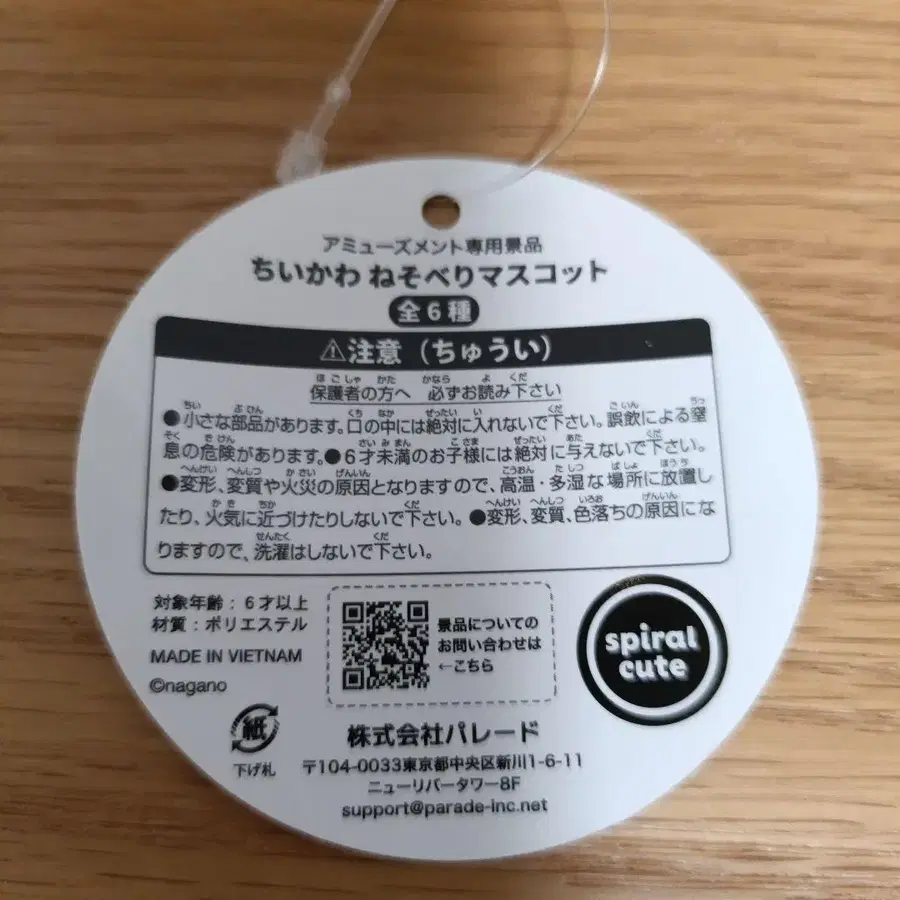 アミューズメント専用景品
ちいかわ ねそべりマスコット
全6種
⚠注意（ちゅうい）
保護者の方へ 必ずお読み下さい
●小さな部品があります。口の中には絶対に入れないで下さい。誤飲による窒
息の危険があります。●6才未満のお子様には絶対に与えないで下さい。
●変形、変質や火災の原因となりますので、高温・多湿な場所に放置し
たり、火気に近づけたりしないで下さい。●変形、変質、色落ちの原因にな
りますので、洗濯はしないで下さい。
対象年齢：6才以上
材質：ポリエステル
MADE IN VIETNAM
©nagano
紙
下げ札
景品についての
お問い合わせは
←こちら
spiral
cute
株式会社パレード
〒104-0033東京都中央区新川1-6-11
ニューリバータワー8F
support@parade-inc.net